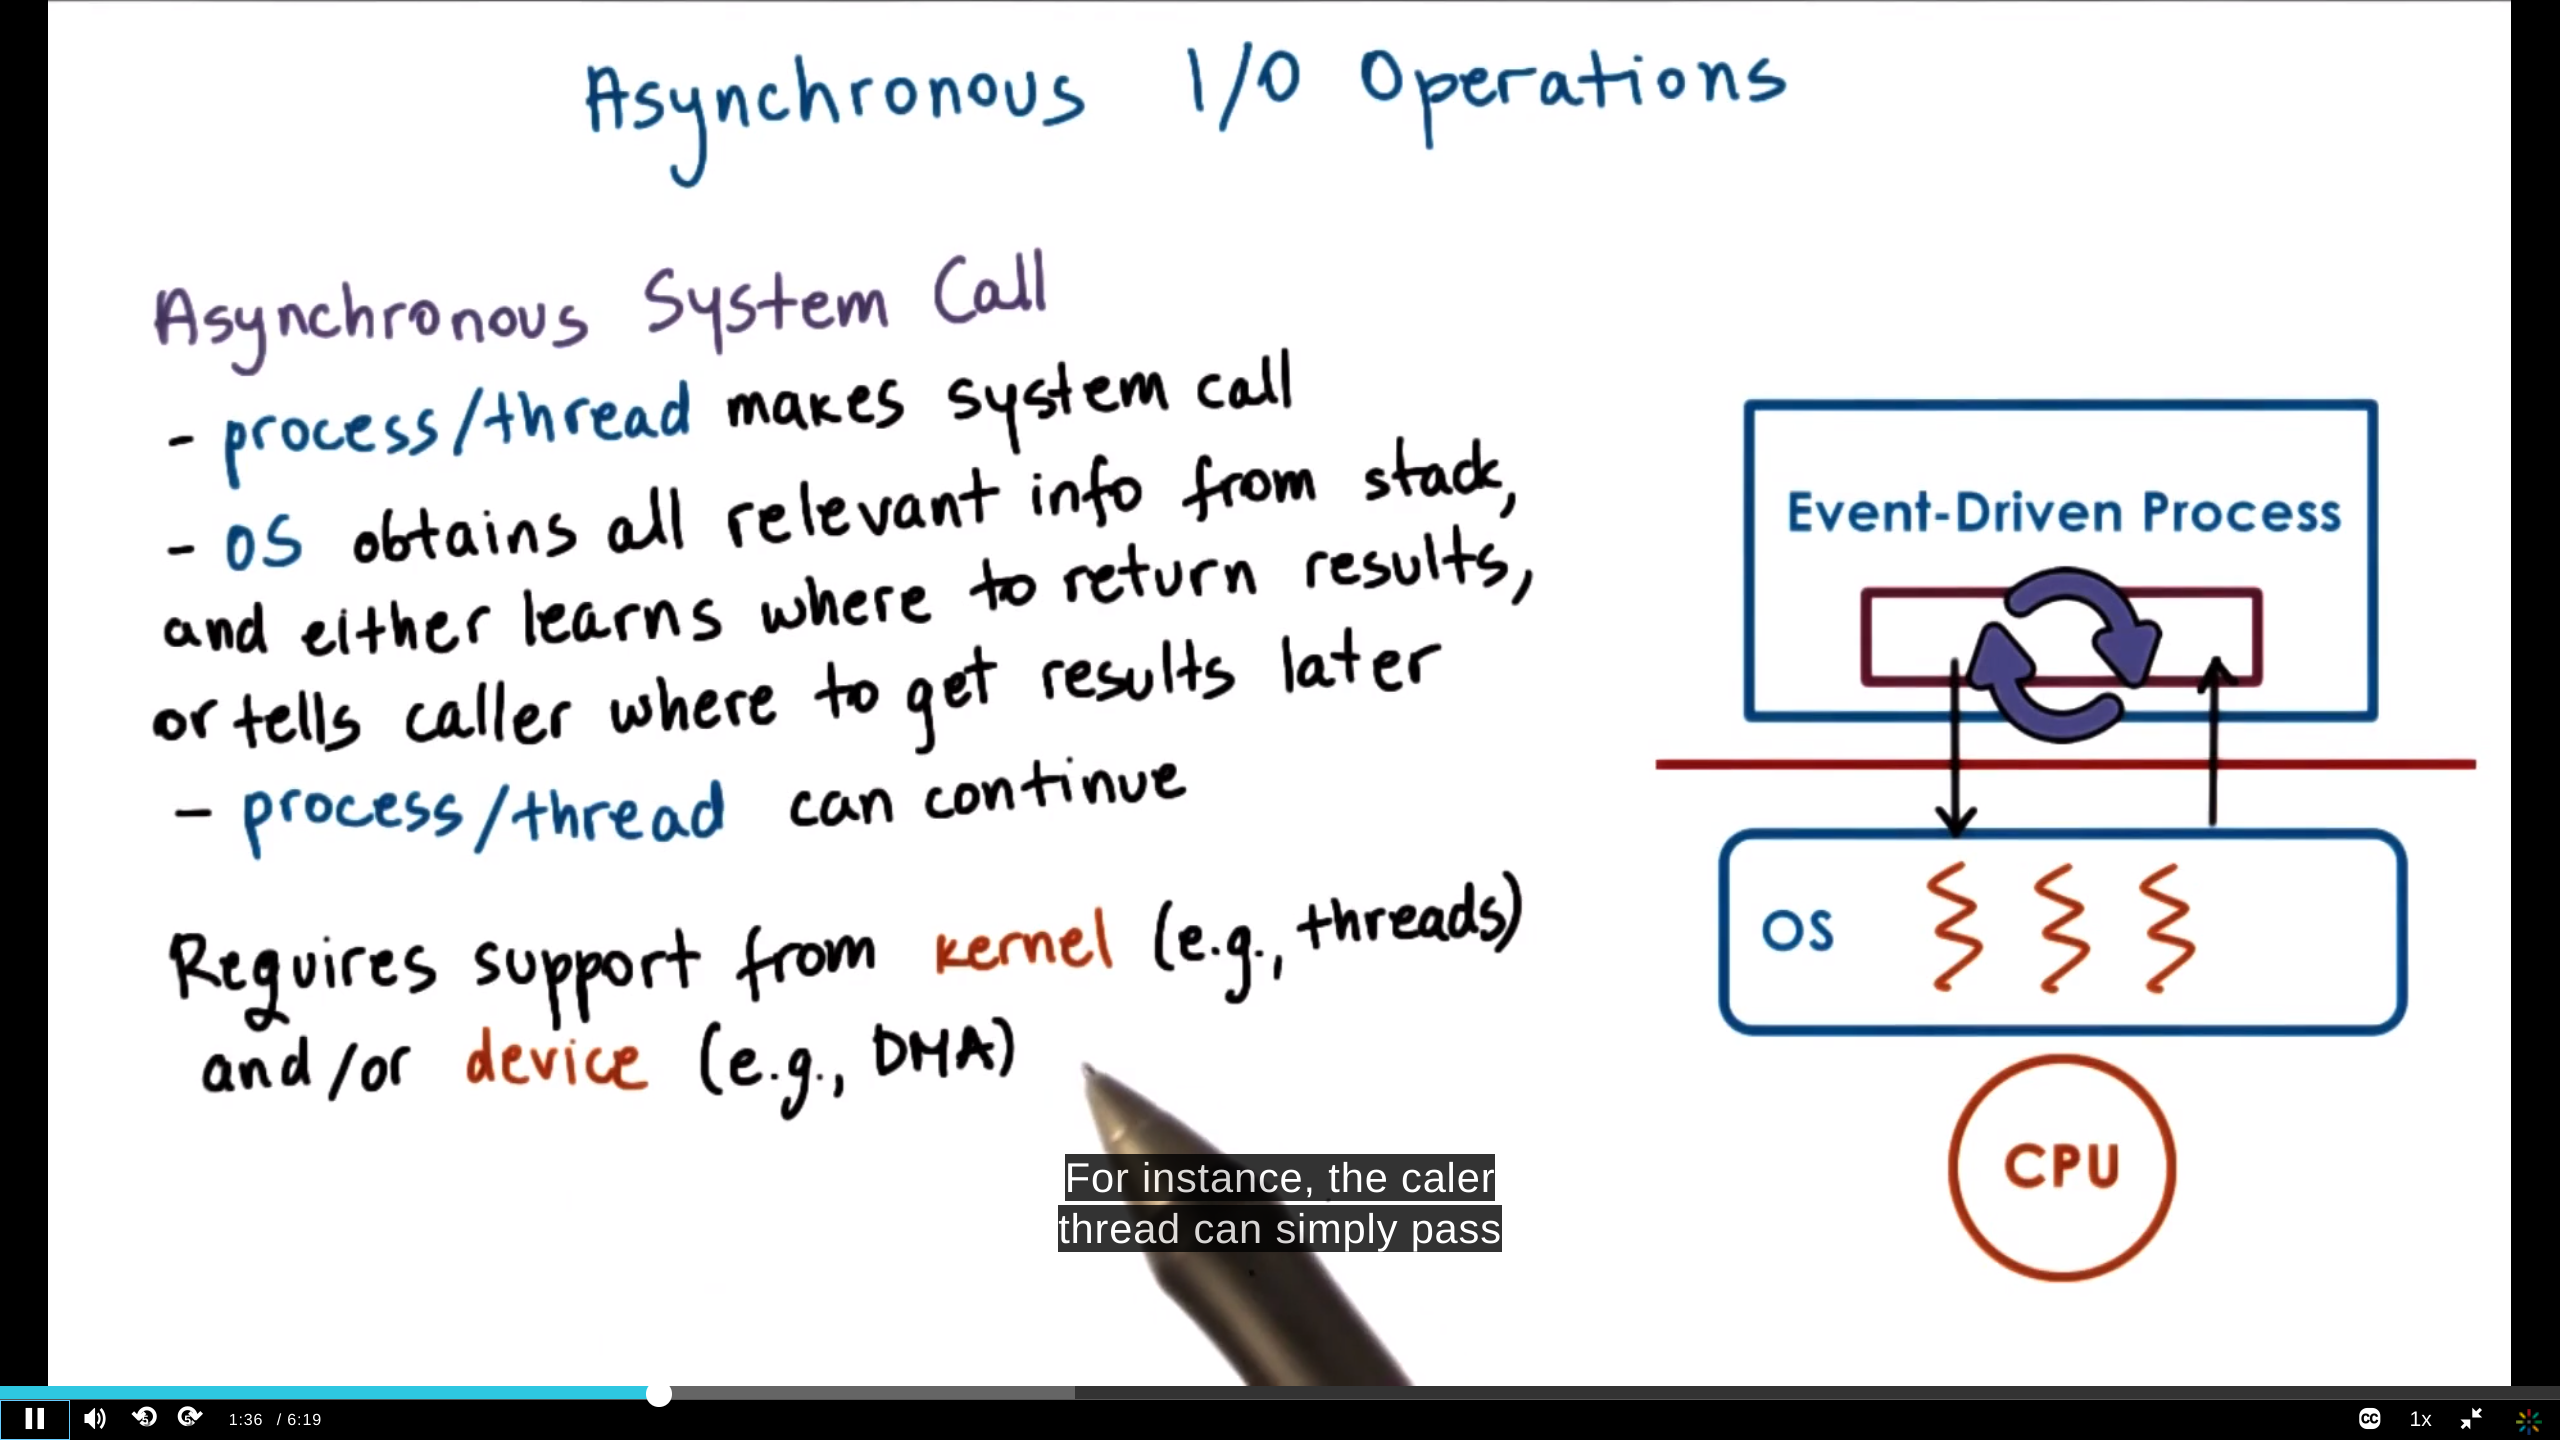 Asynchronous I/O Operations
Asynchronous System Call
- process/thread makes system call
- OS obtains all relevant info from stack,
and either learns where to return results,
or tells caller where to get results later
- process/thread can continue
Requires support from kernel (e.g., threads)
and/or device (e.g., DMA)
Event-Driven Process
OS
CPU
For instance, the caler
thread can simply pass
1:36 / 6:19
CC
1x